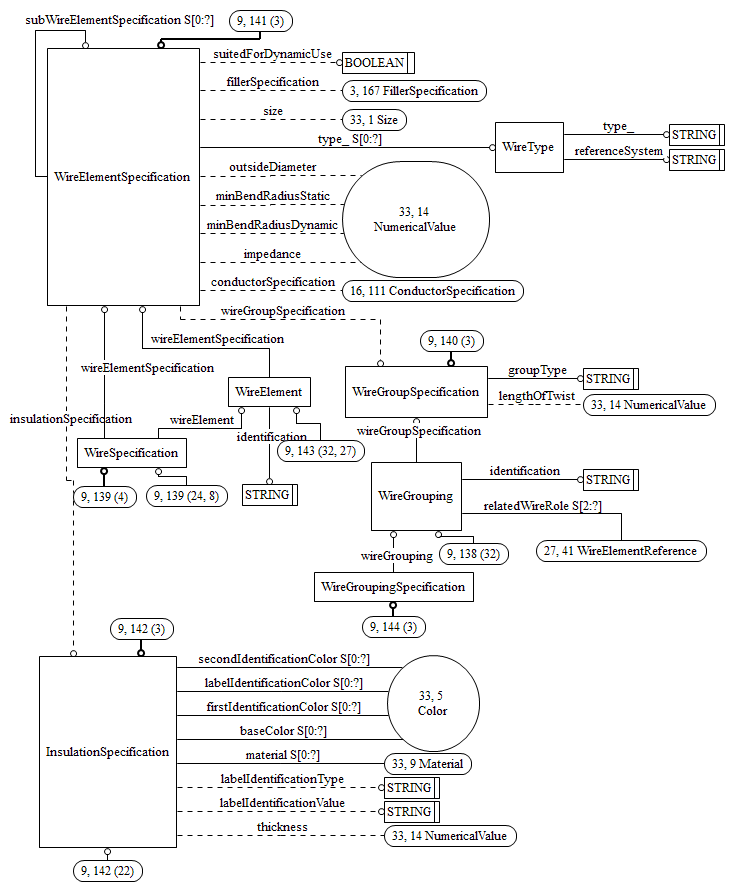 subWireElementSpecification S[0:?]
9, 141 (3)
suitedForDynamicUse
BOOLEAN
fillerSpecification
3, 167 FillerSpecification
size
33, 1 Size
type_ S[0:?]
WireType
type_
STRING
referenceSystem
STRING
WireElementSpecification
outsideDiameter
minBendRadiusStatic
minBendRadiusDynamic
impedance
33, 14
NumericalValue
conductorSpecification
16, 111 ConductorSpecification
wireGroupSpecification
wireElementSpecification
wireElementSpecification
9, 140 (3)
groupType
STRING
WireGroupSpecification
lengthOfTwist
33, 14 NumericalValue
WireElement
insulationSpecification
wireElement
wireGroupSpecification
identification
WireSpecification
9, 143 (32, 27)
9, 139 (4)
9, 139 (24, 8)
STRING
WireGrouping
identification
STRING
relatedWireRole S[2:?]
27, 41 WireElementReference
wireGrouping
9, 138 (32)
WireGroupingSpecification
9, 144 (3)
9, 142 (3)
InsulationSpecification
secondIdentificationColor S[0:?]
labelIdentificationColor S[0:?]
firstIdentificationColor S[0:?]
baseColor S[0:?]
33, 5
Color
material S[0:?]
33, 9 Material
labelIdentificationType
STRING
labelIdentificationValue
STRING
thickness
33, 14 NumericalValue
9, 142 (22)